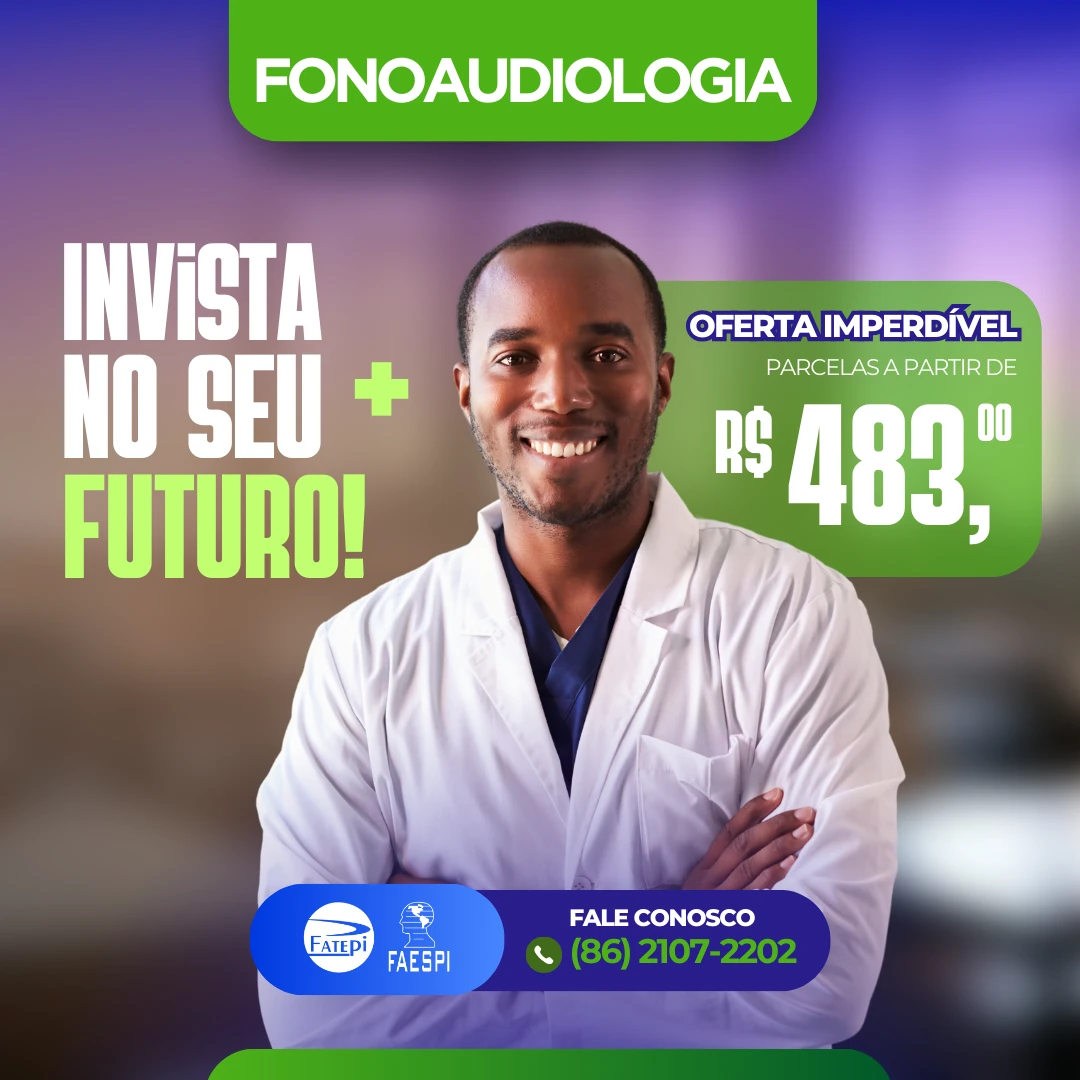 FONOAUDIOLOGIA
INViSTA
NO SEU
FUTURO!
+
OFERTA IMPERDÍVEL
PARCELAS A PARTIR DE
R$ 483,00
FATEPi
FAESPI
FALE CONOSCO
(86) 2107-2202